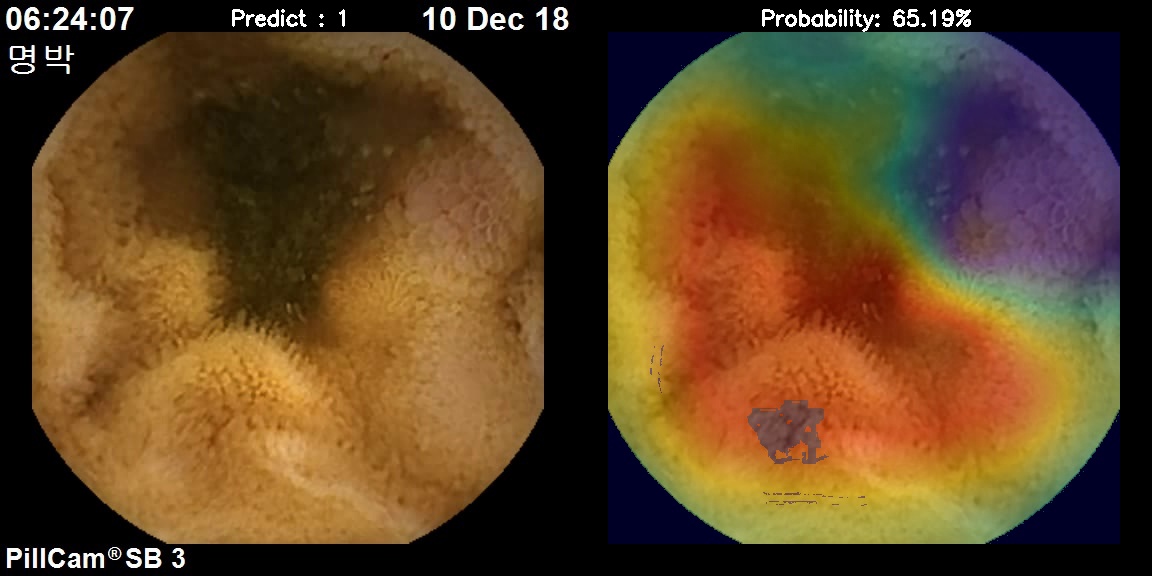 06:24:07
Predict : 1
10 Dec 18
Probability: 65.19%
명박
PillCam® SB 3